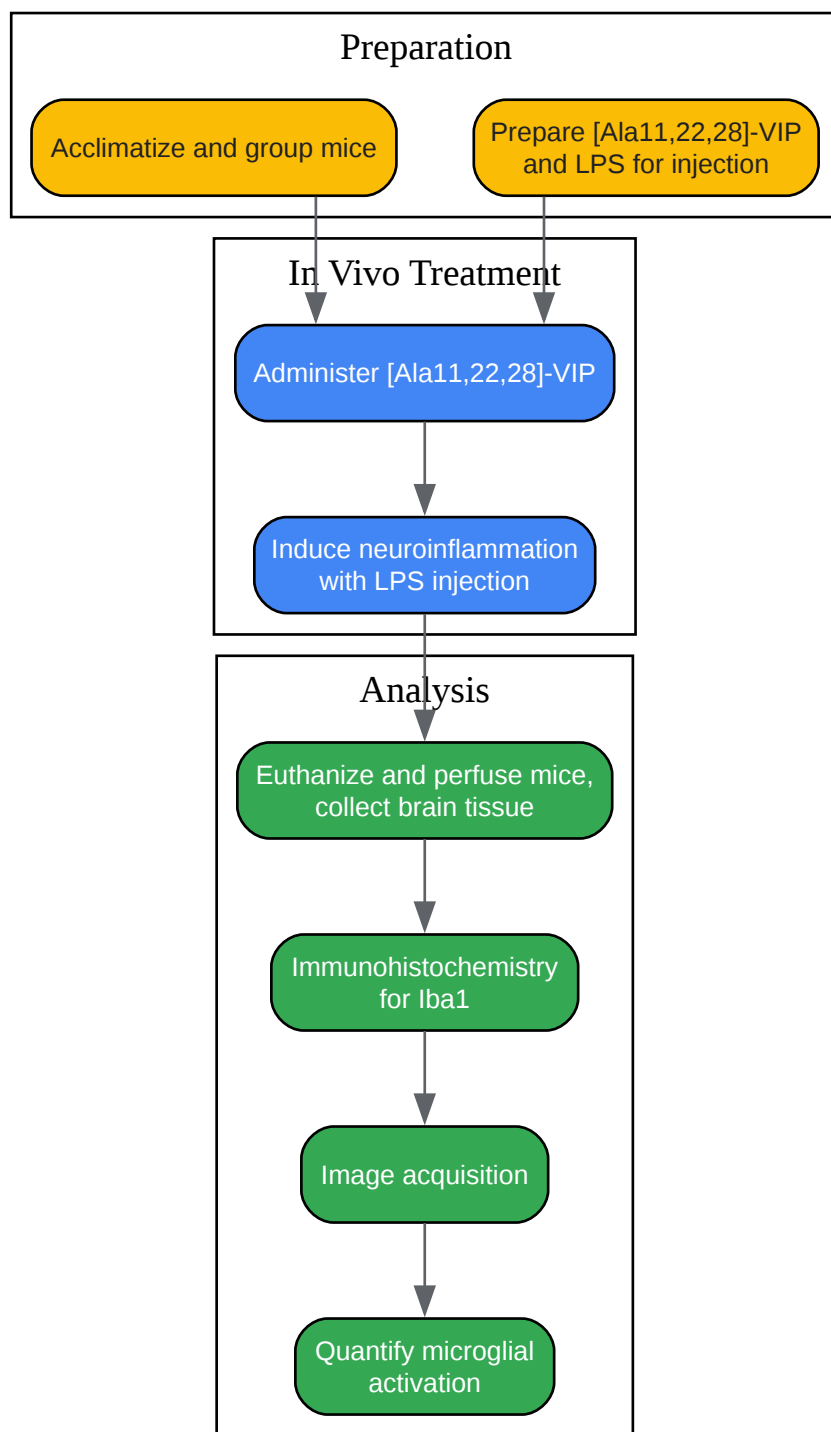 Preparation
Acclimatize and group mice
Prepare [Ala11,22,28]-VIP
and LPS for injection
In Vivo Treatment
Administer [Ala11,22,28]-VIP
Induce neuroinflammation
with LPS injection
Analysis
Euthanize and perfuse mice,
collect brain tissue
Immunohistochemistry
for Iba1
Image acquisition
Quantify microglial
activation